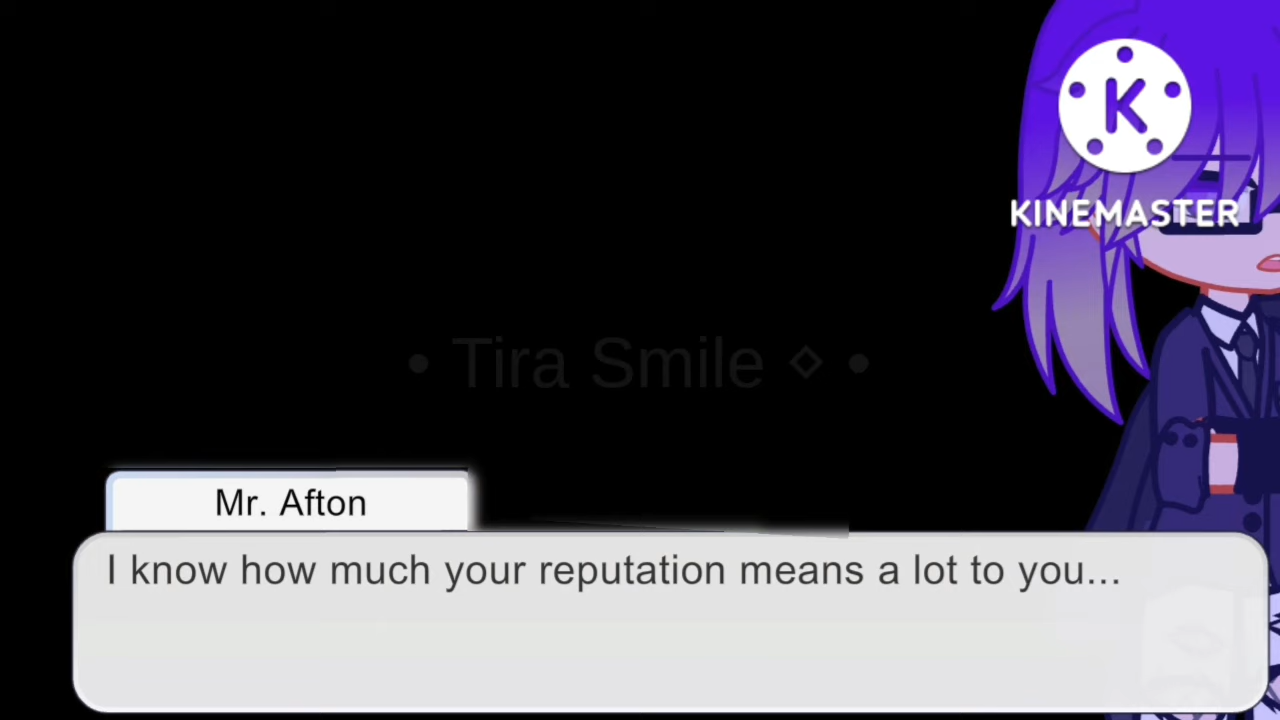 K
KINEMASTER
• Tira Smile ⋄ •
Mr. Afton
I know how much your reputation means a lot to you...